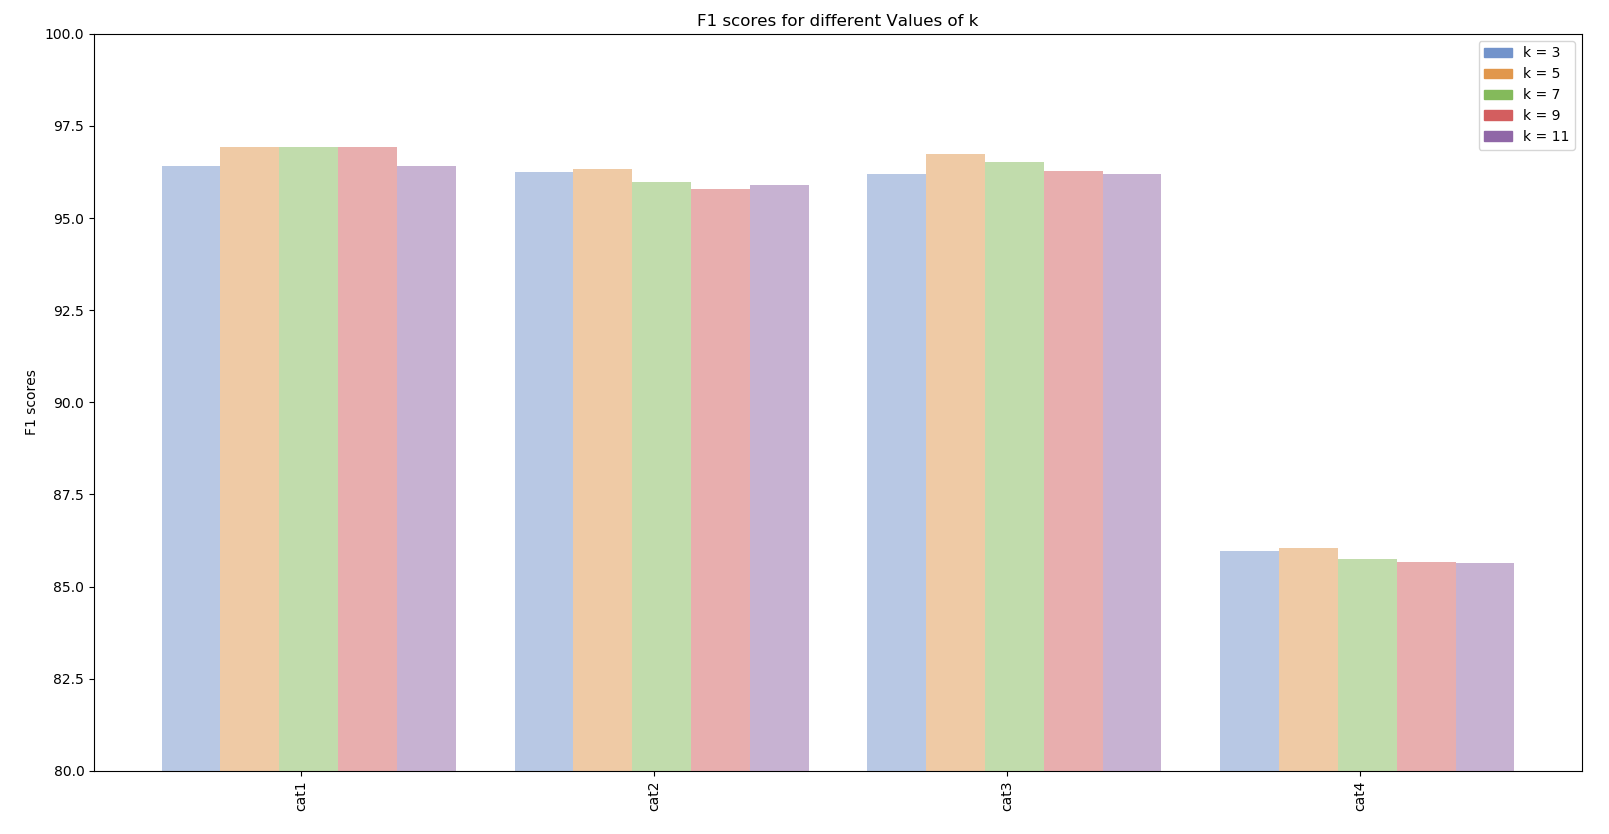 F1 scores for different Values of k
100.0
97.5
95.0
92.5
90.0
87.5
85.0
82.5
80.0
F1 scores
k = 3
k = 5
k = 7
k = 9
k = 11
cat1
cat2
cat3
cat4